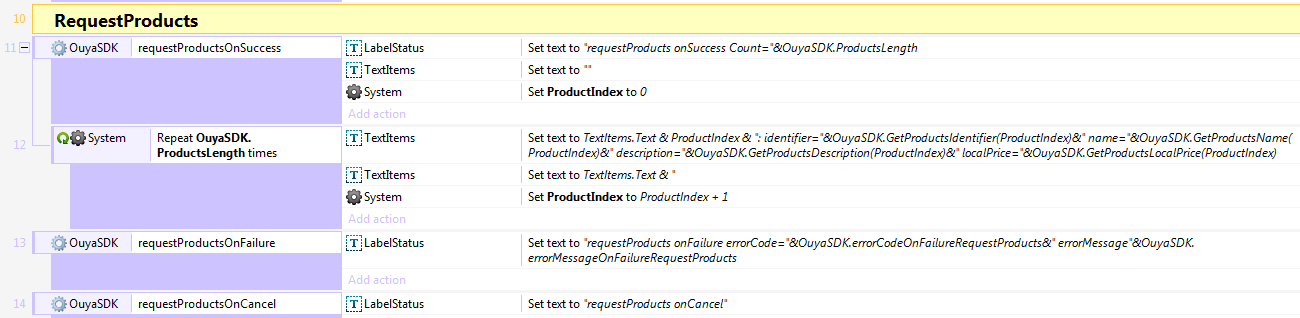 10 RequestProducts
11 OuyaSDK requestProductsOnSuccess T LabelStatus Set text to "requestProducts onSuccess Count="&OuyaSDK.ProductsLength
T TextItems Set text to ""
System Set ProductIndex to 0
Add action
12 System Repeat OuyaSDK. ProductsLength times T TextItems Set text to TextItems.Text & ProductIndex & ": identifier="&OuyaSDK.GetProductsIdentifier(ProductIndex)&" name="&OuyaSDK.GetProductsName(
ProductIndex)&" description="&OuyaSDK.GetProductsDescription(ProductIndex)&" localPrice="&OuyaSDK.GetProductsLocalPrice(ProductIndex)
T TextItems Set text to TextItems.Text & "
System Set ProductIndex to ProductIndex + 1
Add action
13 OuyaSDK requestProductsOnFailure T LabelStatus Set text to "requestProducts onFailure errorCode="&OuyaSDK.errorCodeOnFailureRequestProducts&" errorMessage"&OuyaSDK.
errorMessageOnFailureRequestProducts
Add action
14 OuyaSDK requestProductsOnCancel T LabelStatus Set text to "requestProducts onCancel"